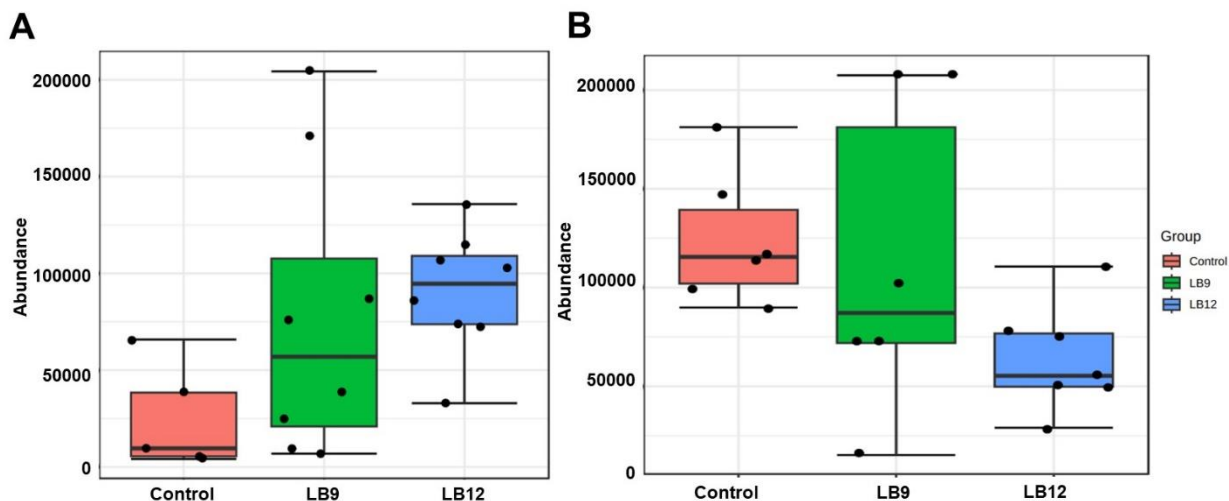 A
B
Abundance
200000
150000
100000
50000
0
Control LB9 LB12
Abundance
200000
150000
100000
50000
0
Control LB9 LB12
Group
Control
LB9
LB12